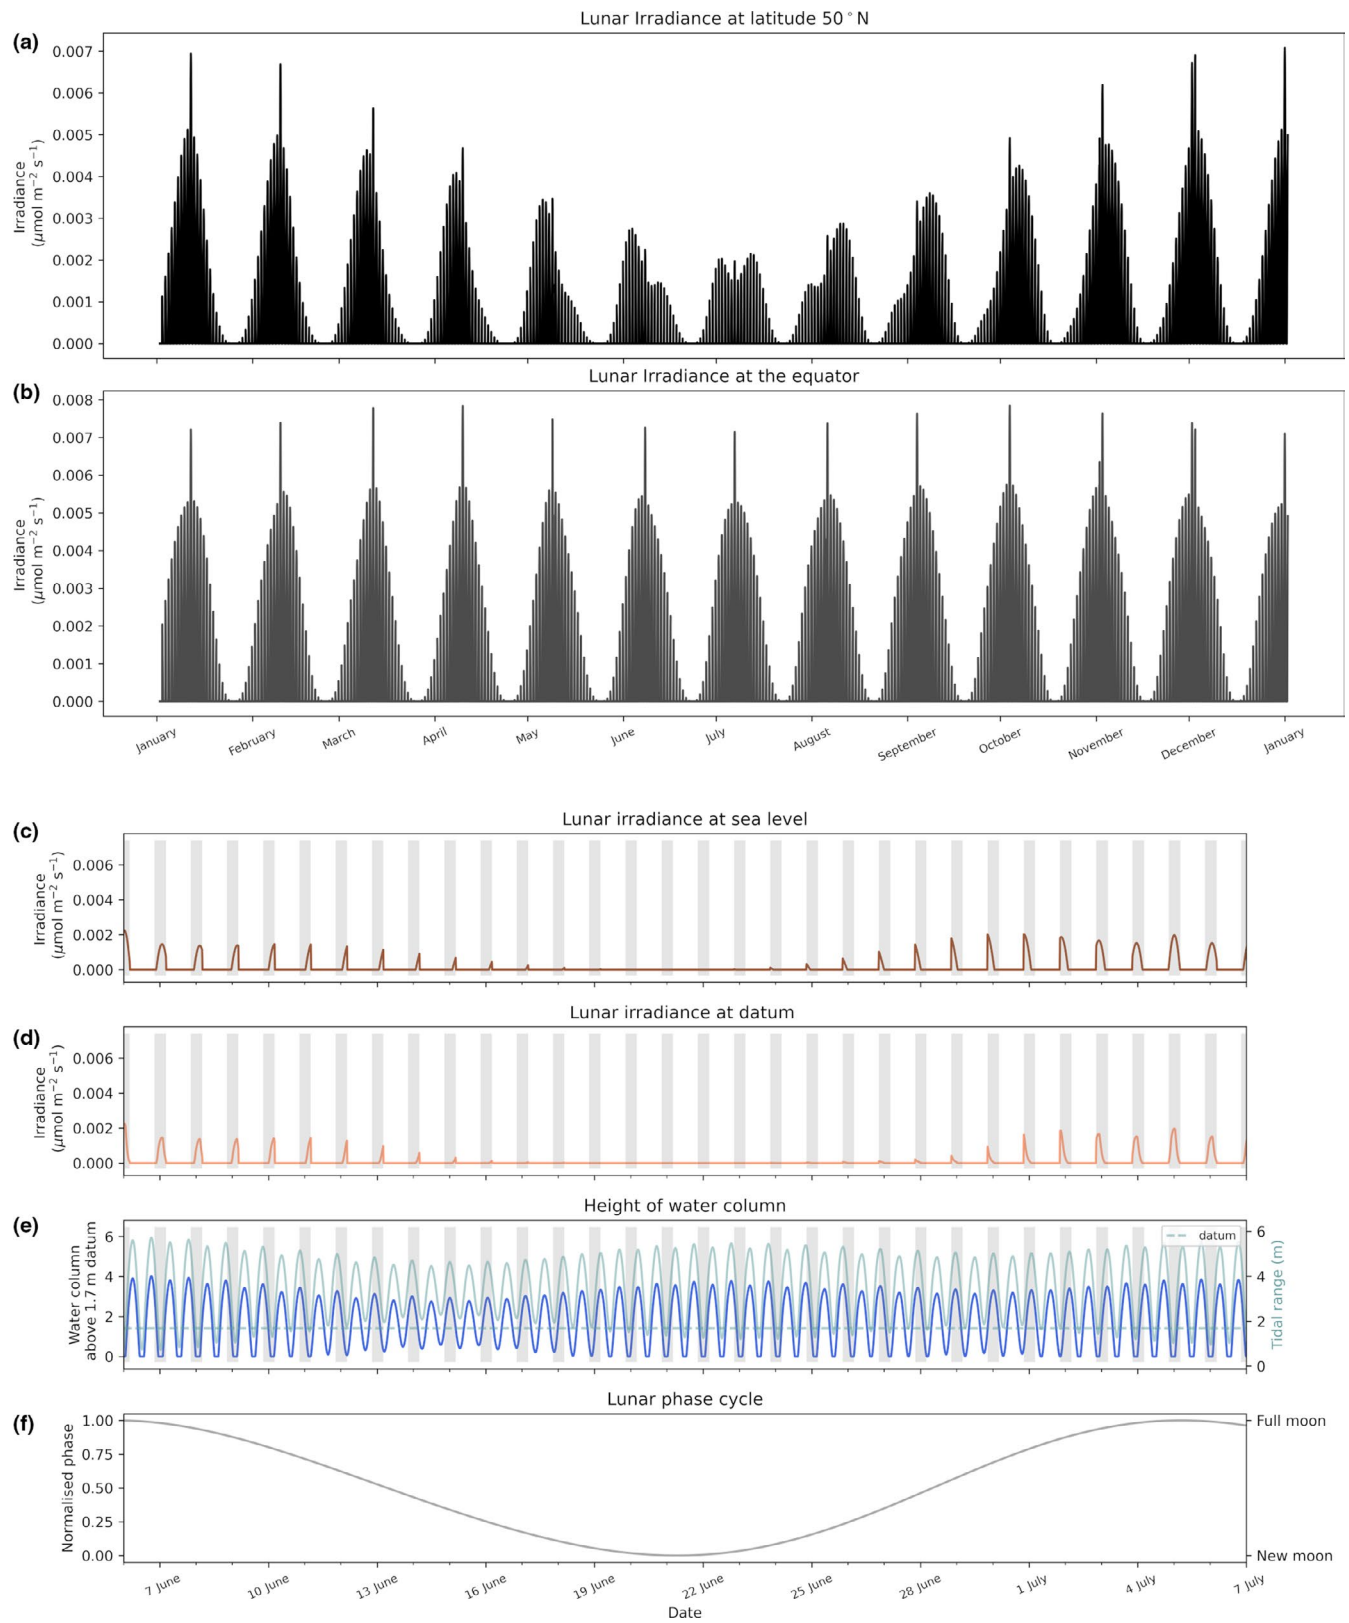 Lunar Irradiance at latitude 50°N
(a)
0.007
0.006
0.005
0.004
0.003
0.002
0.001
0.000
Irradiance
(μmol m⁻² s⁻¹)
Lunar Irradiance at the equator
(b)
0.008
0.007
0.006
0.005
0.004
0.003
0.002
0.001
0.000
Irradiance
(μmol m⁻² s⁻¹)
January February March April May June July August September October November December January
Lunar irradiance at sea level
(c)
0.006
0.004
0.002
0.000
Irradiance
(μmol m⁻² s⁻¹)
Lunar irradiance at datum
(d)
0.006
0.004
0.002
0.000
Irradiance
(μmol m⁻² s⁻¹)
Height of water column
(e)
6
4
2
0
Water column
above 1.7 m datum
datum
6
4
2
0
Tidal range (m)
Lunar phase cycle
(f)
1.00
0.75
0.50
0.25
0.00
Normalised phase
Full moon
New moon
7 June 10 June 13 June 16 June 19 June 22 June 25 June 28 June 1 July 4 July 7 July
Date